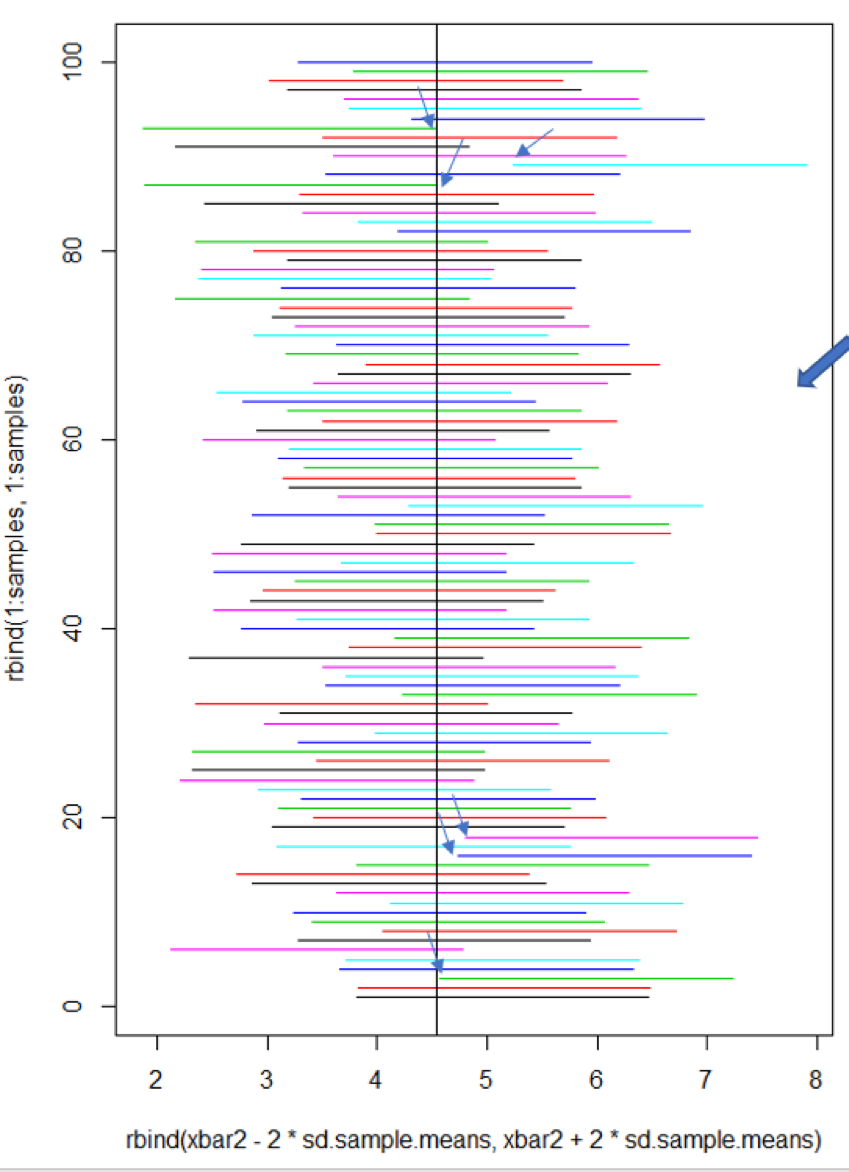 rbind(1:samples, 1:samples)
100
80
60
40
20
0
2 3 4 5 6 7 8
rbind(xbar2 - 2 * sd.sample.means, xbar2 + 2 * sd.sample.means)